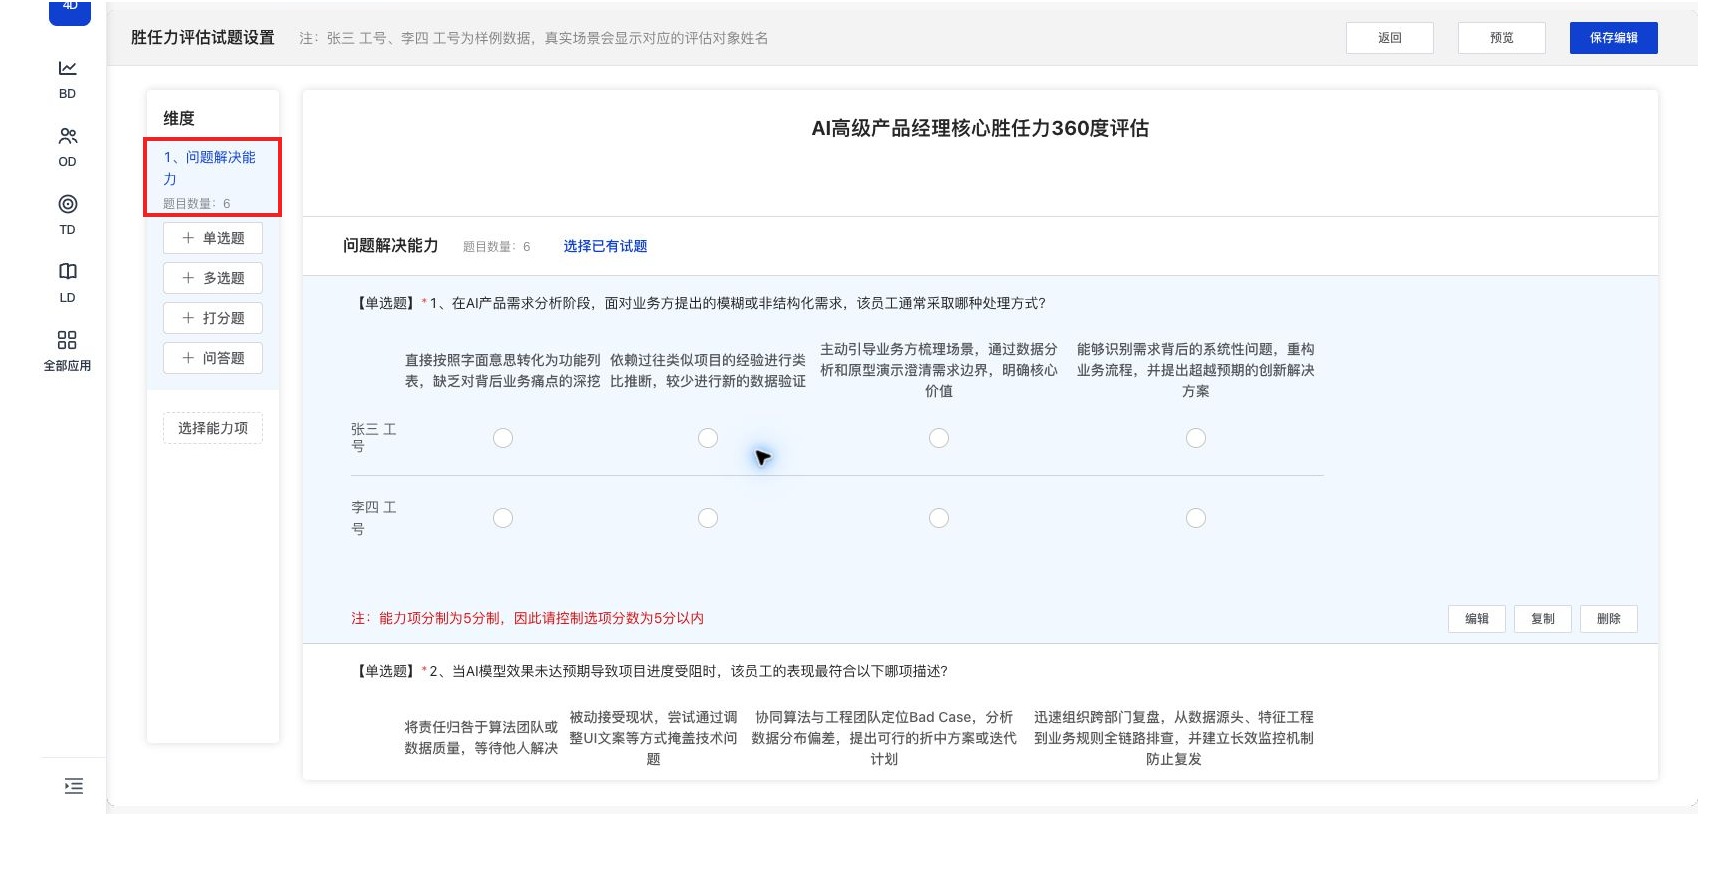 4D
胜任力评估试题设置
注：张三 工号、李四 工号为样例数据，真实场景会显示对应的评估对象姓名
返回
预览
保存编辑
BD
OD
TD
LD
全部应用
维度
1、问题解决能
力
题目数量：6
+ 单选题
+ 多选题
+ 打分题
+ 问答题
选择能力项
AI高级产品经理核心胜任力360度评估
问题解决能力
题目数量：6
选择已有试题
【单选题】*1、在AI产品需求分析阶段，面对业务方提出的模糊或非结构化需求，该员工通常采取哪种处理方式？
直接按照字面意思转化为功能列
表，缺乏对背后业务痛点的深挖
依赖过往类似项目的经验进行类
比推断，较少进行新的数据验证
主动引导业务方梳理场景，通过数据分
析和原型演示澄清需求边界，明确核心
价值
能够识别需求背后的系统性问题，重构
业务流程，并提出超越预期的创新解决
方案
张三 工
号
李四 工
号
注：能力项分制为5分制，因此请控制选项分数为5分以内
编辑
复制
删除
【单选题】*2、当AI模型效果未达预期导致项目进度受阻时，该员工的表现最符合以下哪项描述？
将责任归咎于算法团队或
数据质量，等待他人解决
被动接受现状，尝试通过调
整UI文案等方式掩盖技术问
题
协同算法与工程团队定位Bad Case，分析
数据分布偏差，提出可行的折中方案或迭代
计划
迅速组织跨部门复盘，从数据源头、特征工程
到业务规则全链路排查，并建立长效监控机制
防止复发